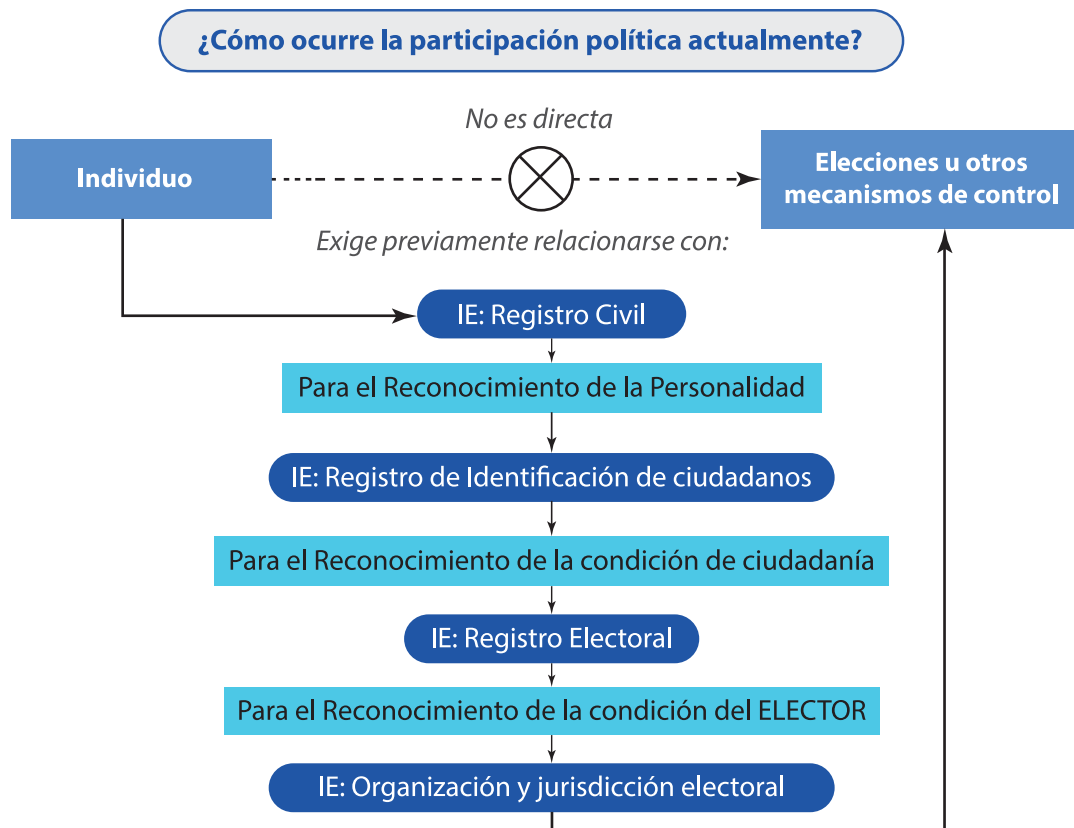 ¿Cómo ocurre la participación política actualmente?
No es directa
Individuo
Elecciones u otros
mecanismos de control
Exige previamente relacionarse con:
IE: Registro Civil
Para el Reconocimiento de la Personalidad
IE: Registro de Identificación de ciudadanos
Para el Reconocimiento de la condición de ciudadanía
IE: Registro Electoral
Para el Reconocimiento de la condición del ELECTOR
IE: Organización y jurisdicción electoral